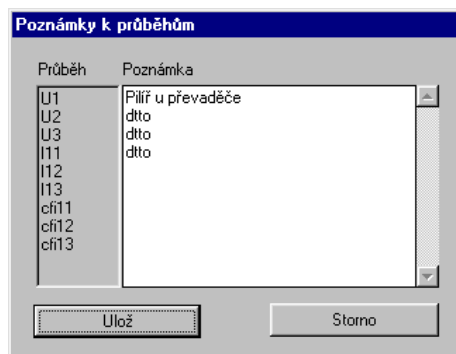 Poznámky k průběhům
Průběh Poznámka
U1 Pilíř u převaděče
U2 dtto
U3 dtto
I11 dtto
I12
I13
cfi11
cfi12
cfi13
Ulož Storno